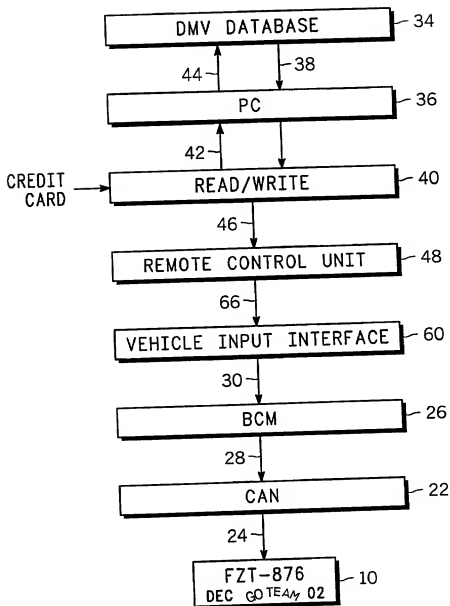 DMV DATABASE 34
44 38
PC 36
42
CREDIT
CARD
READ/WRITE 40
46
REMOTE CONTROL UNIT 48
66
VEHICLE INPUT INTERFACE 60
30
BCM 26
28
CAN 22
24
FZT-876 10
DEC GO TEAM 02